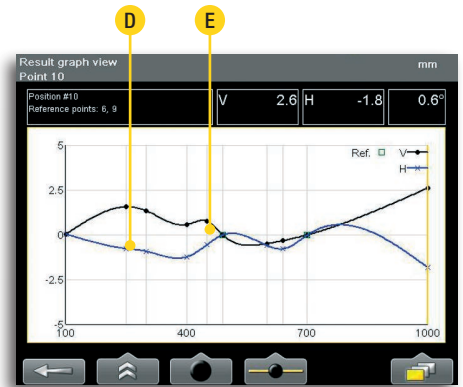 D E
Result graph view mm
Point 10
Position #10
Reference points: 6, 9
V 2.6 H -1.8 0.6°
Ref. V
H
5
2.5
0
-2.5
-5
100 400 700 1000